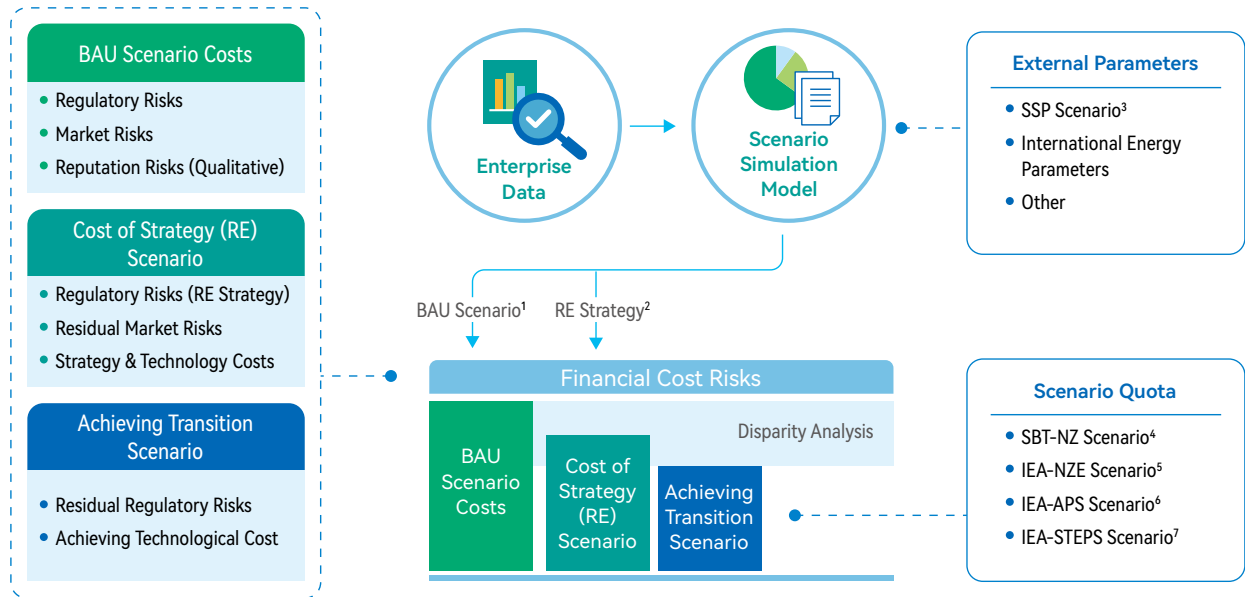 BAU Scenario Costs
• Regulatory Risks
• Market Risks
• Reputation Risks (Qualitative)
Cost of Strategy (RE)
Scenario
• Regulatory Risks (RE Strategy)
• Residual Market Risks
• Strategy & Technology Costs
Achieving Transition
Scenario
• Residual Regulatory Risks
• Achieving Technological Cost
Enterprise
Data
Scenario
Simulation
Model
BAU Scenario¹
RE Strategy²
Financial Cost Risks
Disparity Analysis
BAU
Scenario
Costs
Cost of
Strategy
(RE)
Scenario
Achieving
Transition
Scenario
External Parameters
• SSP Scenario³
• International Energy
Parameters
• Other
Scenario Quota
• SBT-NZ Scenario⁴
• IEA-NZE Scenario⁵
• IEA-APS Scenario⁶
• IEA-STEPS Scenario⁷